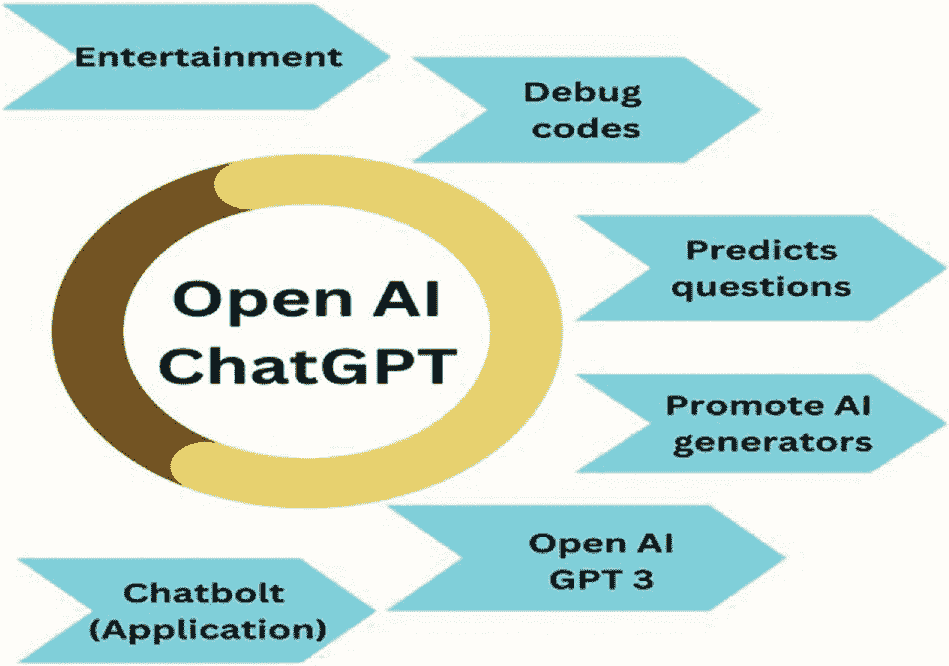 Entertainment
Debug
codes
Predicts
questions
Open AI
ChatGPT
Promote AI
generators
Open AI
GPT 3
Chatbolt
(Application)